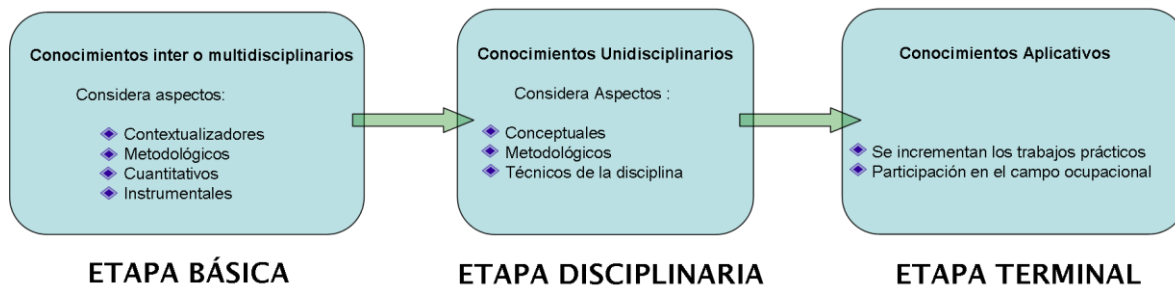 Conocimientos inter o multidisciplinarios
Considera aspectos:
Contextualizadores
Metodológicos
Cuantitativos
Instrumentales
ETAPA BÁSICA
Conocimientos Unidisciplinarios
Considera Aspectos :
Conceptuales
Metodológicos
Técnicos de la disciplina
ETAPA DISCIPLINARIA
Conocimientos Aplicativos
Se incrementan los trabajos prácticos
Participación en el campo ocupacional
ETAPA TERMINAL